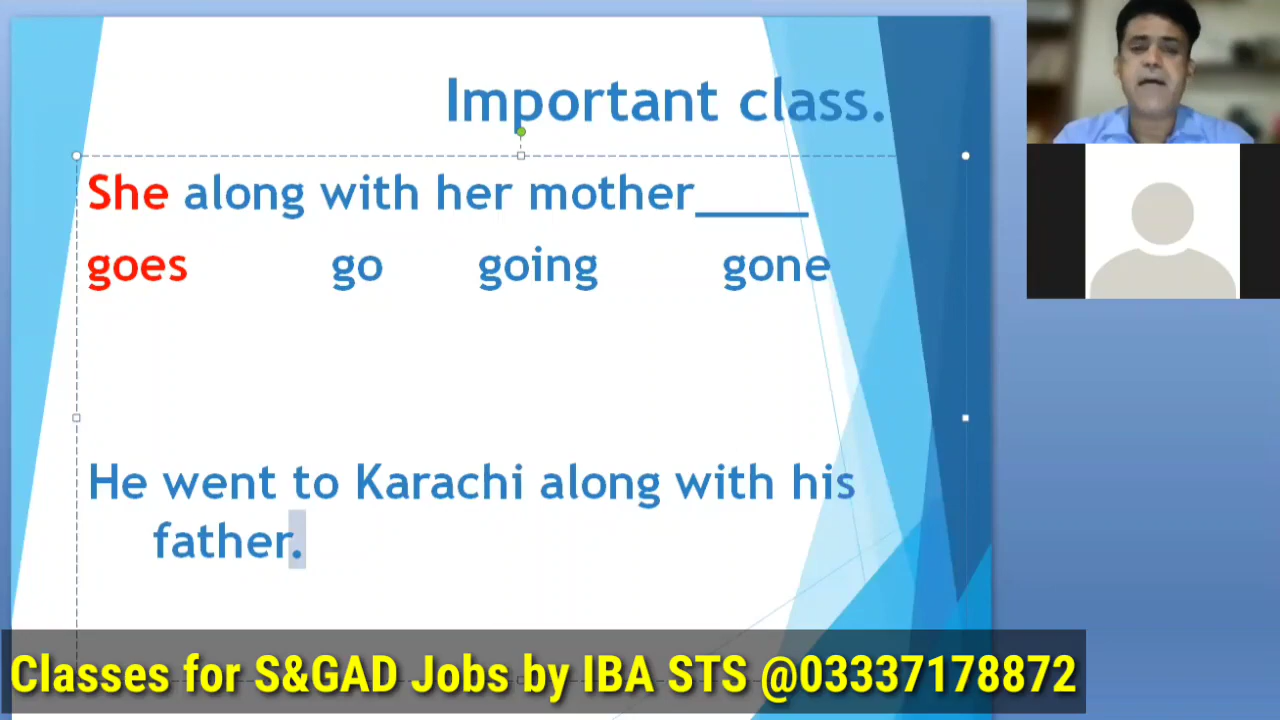 Important class.
She along with her mother_____
goes go going gone
He went to Karachi along with his
father.
Classes for S&GAD Jobs by IBA STS @03337178872